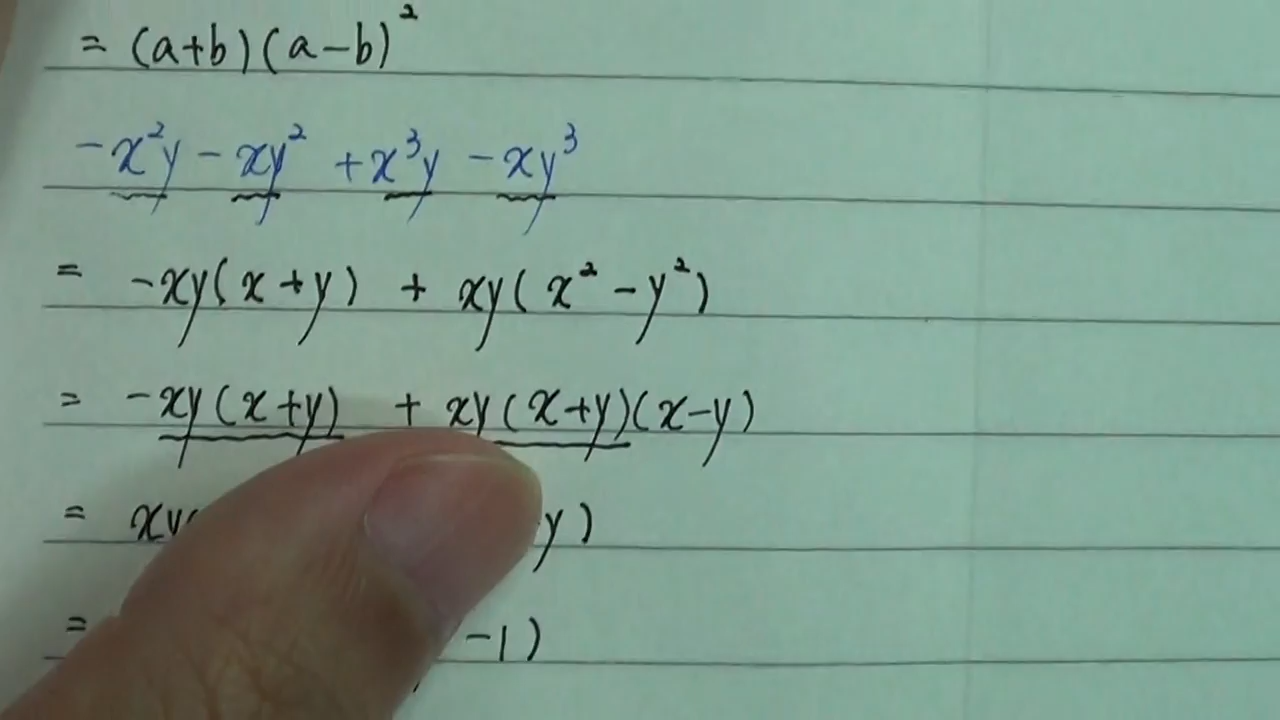 = (a+b)(a-b)²
-x²y - xy² + x³y - xy³
= -xy(x+y) + xy(x²-y²)
= -xy(x+y) + xy(x+y)(x-y)
= xy y)
= -1)